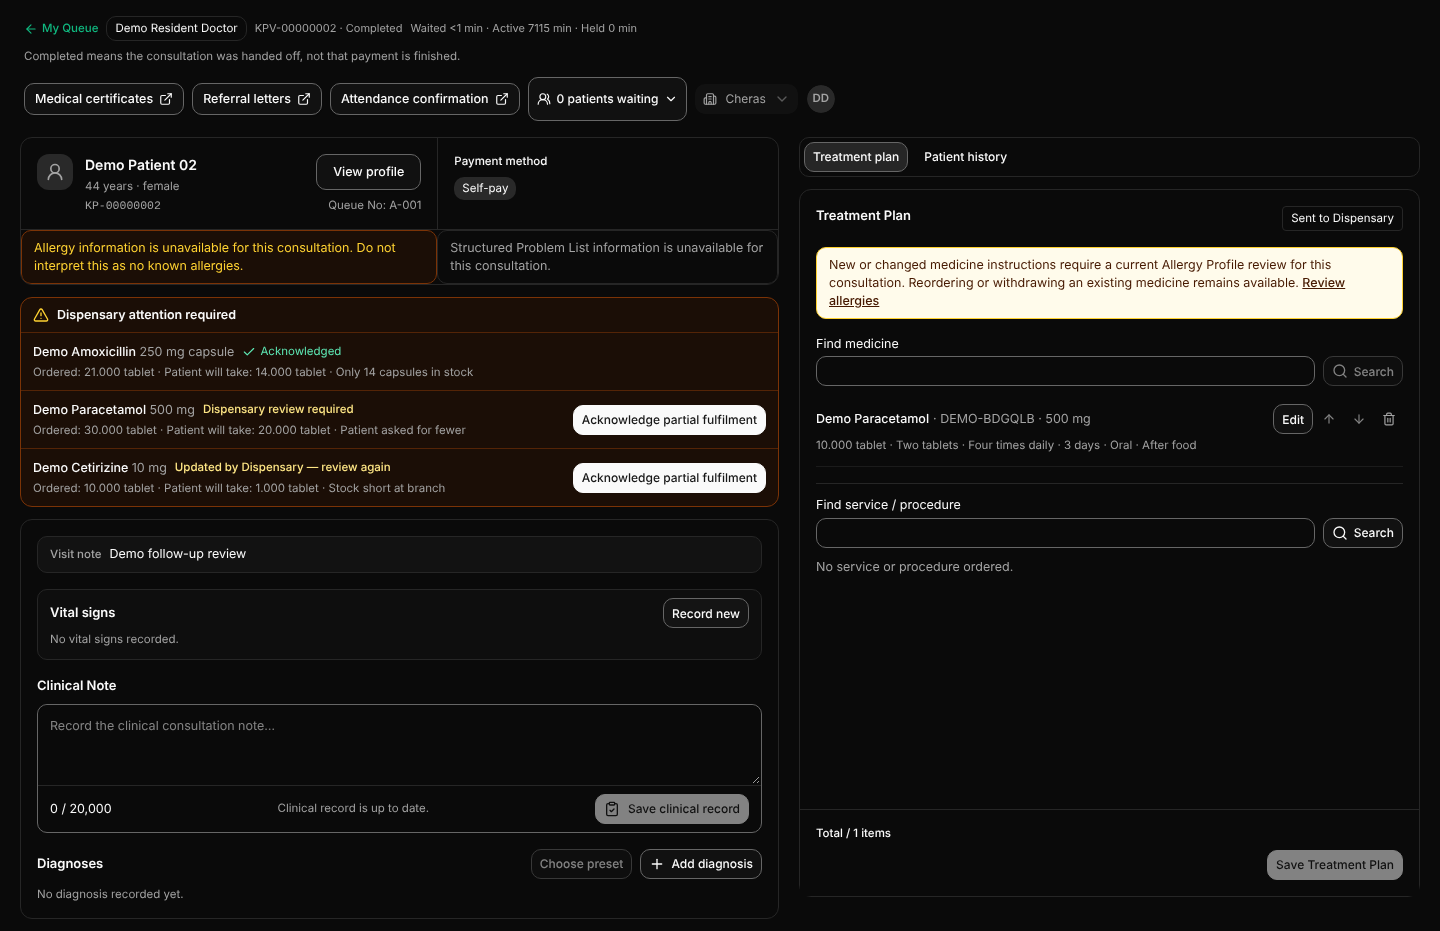 My Queue
Demo Resident Doctor
KPV-00000002 · Completed Waited <1 min · Active 7115 min · Held 0 min
Completed means the consultation was handed off, not that payment is finished.
Medical certificates
Referral letters
Attendance confirmation
0 patients waiting
Cheras
DD
Demo Patient 02
44 years · female
KP-00000002
View profile
Queue No: A-001
Payment method
Self-pay
Allergy information is unavailable for this consultation. Do not
interpret this as no known allergies.
Structured Problem List information is unavailable for
this consultation.
Dispensary attention required
Demo Amoxicillin 250 mg capsule Acknowledged
Ordered: 21.000 tablet · Patient will take: 14.000 tablet · Only 14 capsules in stock
Demo Paracetamol 500 mg Dispensary review required
Ordered: 30.000 tablet · Patient will take: 20.000 tablet · Patient asked for fewer
Acknowledge partial fulfilment
Demo Cetirizine 10 mg Updated by Dispensary — review again
Ordered: 10.000 tablet · Patient will take: 1.000 tablet · Stock short at branch
Acknowledge partial fulfilment
Visit note Demo follow-up review
Vital signs
Record new
No vital signs recorded.
Clinical Note
Record the clinical consultation note...
0 / 20,000
Clinical record is up to date.
Save clinical record
Diagnoses
Choose preset
Add diagnosis
No diagnosis recorded yet.
Treatment plan
Patient history
Treatment Plan
Sent to Dispensary
New or changed medicine instructions require a current Allergy Profile review for this
consultation. Reordering or withdrawing an existing medicine remains available. Review
allergies
Find medicine
Search
Demo Paracetamol · DEMO-BDGQLB · 500 mg
Edit
10.000 tablet · Two tablets · Four times daily · 3 days · Oral · After food
Find service / procedure
Search
No service or procedure ordered.
Total / 1 items
Save Treatment Plan